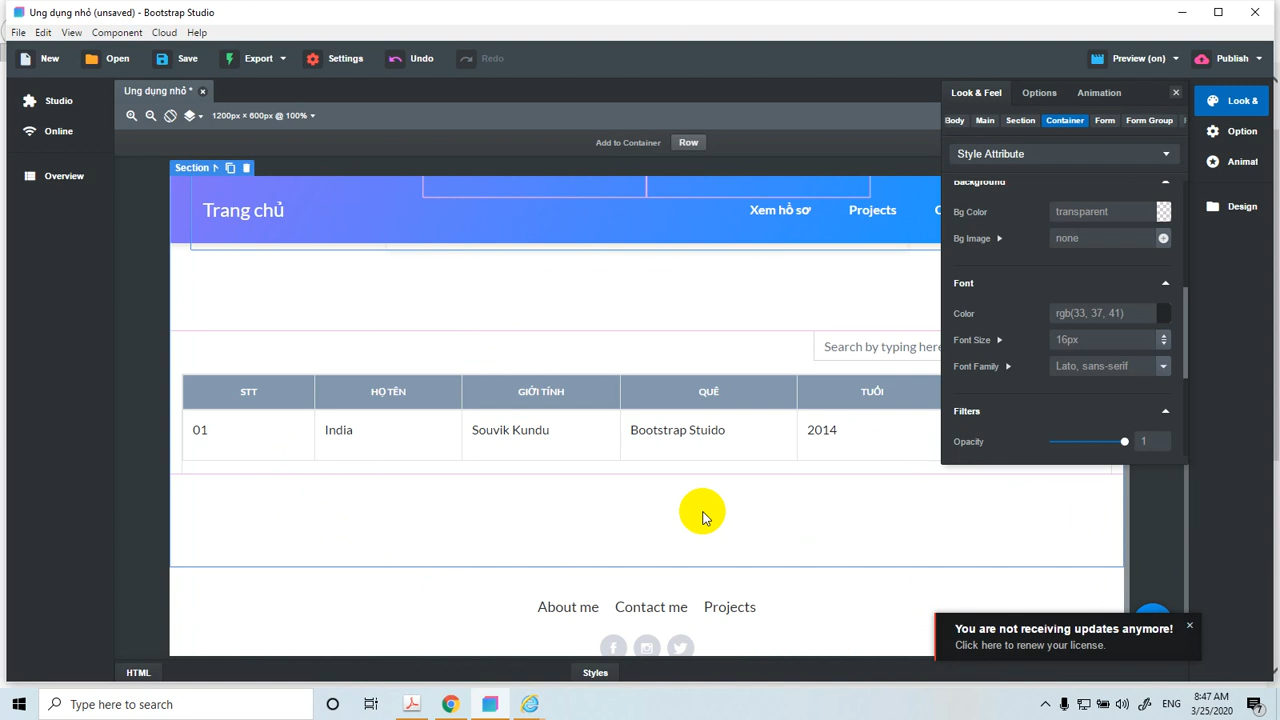 Ung dụng nhỏ (unsaved) - Bootstrap Studio
File Edit View Component Cloud Help
New Open Save Export Settings Undo Redo Preview (on) Publish
Studio
Online
Overview
Ung dụng nhỏ *
1200px × 600px @ 100%
Add to Container Row
Section
Trang chủ Xem hồ sơ Projects
Search by typing here
STT HỌ TÊN GIỚI TÍNH QUÊ TUỔI
01 India Souvik Kundu Bootstrap Stuido 2014
About me Contact me Projects
HTML Styles
Look & Feel Options Animation
Body Main Section Container Form Form Group
Style Attribute
Background
Bg Color transparent
Bg Image none
Font
Color rgb(33, 37, 41)
Font Size 16px
Font Family Lato, sans-serif
Filters
Opacity 1
Look &
Option
Animat
Design
You are not receiving updates anymore!
Click here to renew your license.
Type here to search
ENG
8:47 AM
3/25/2020
7